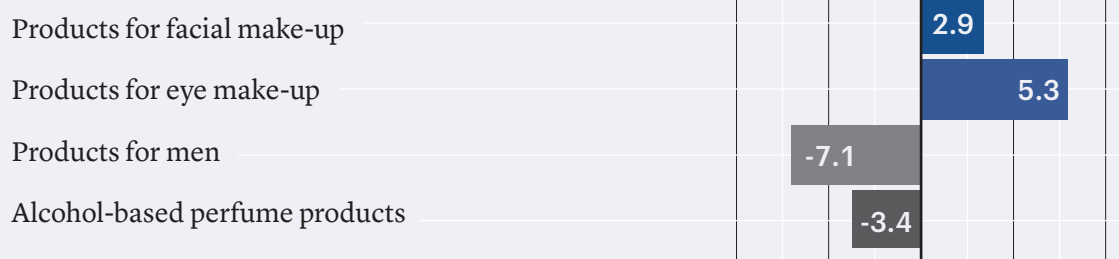 Products for facial make-up 2.9
Products for eye make-up 5.3
Products for men -7.1
Alcohol-based perfume products -3.4